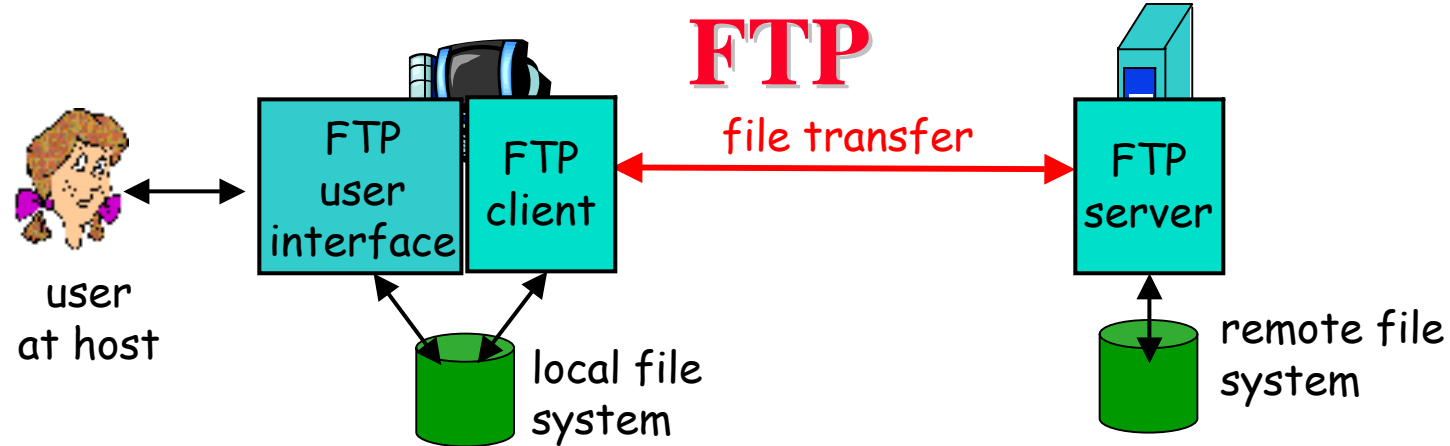 FTP
file transfer
FTP
user
interface
FTP
client
FTP
server
user
at host
local file
system
remote file
system